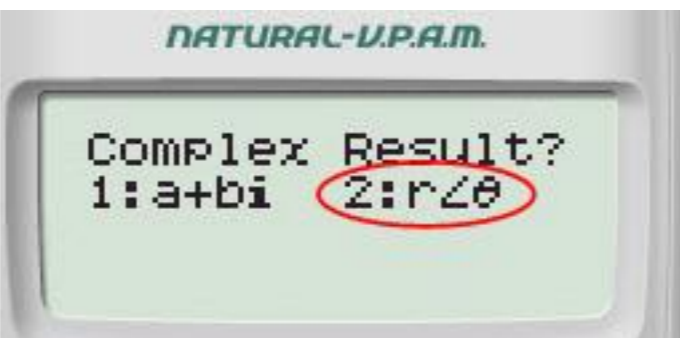 NATURAL-V.P.A.M.
Complex Result?
1:a+bi 2:r∠θ